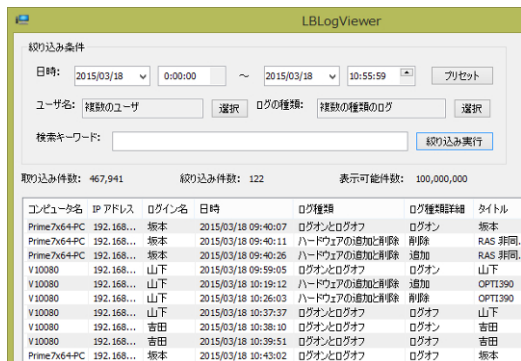 LBLogViewer
絞り込み条件
日時: 2015/03/18 0:00:00 ～ 2015/03/18 10:55:59 プリセット
ユーザ名: 複数のユーザ 選択 ログの種類: 複数の種類のログ 選択
検索キーワード: 絞り込み実行
取り込み件数: 467,941 絞り込み件数: 122 表示可能件数: 100,000,000
コンピュータ名 IP アドレス ログイン名 日時 ログ種類 ログ種類詳細 タイトル
Prime7x64-PC 192.168... 坂本 2015/03/18 09:40:07 ログオンとログオフ ログオン 坂本
Prime7x64-PC 192.168... 坂本 2015/03/18 09:40:11 ハードウェアの追加と削除 削除 RAS 非同.
Prime7x64-PC 192.168... 坂本 2015/03/18 09:40:26 ハードウェアの追加と削除 追加 RAS 非同.
V10080 192.168... 山下 2015/03/18 09:59:05 ログオンとログオフ ログオン 山下
V10080 192.168... 山下 2015/03/18 10:19:12 ハードウェアの追加と削除 追加 OPTI390
V10080 192.168... 山下 2015/03/18 10:26:03 ハードウェアの追加と削除 削除 OPTI390
V10080 192.168... 山下 2015/03/18 10:37:37 ログオンとログオフ ログオフ 山下
V10080 192.168... 吉田 2015/03/18 10:38:10 ログオンとログオフ ログオン 吉田
V10080 192.168... 吉田 2015/03/18 10:39:51 ログオンとログオフ ログオフ 吉田
Prime7x64-PC 192.168... 坂本 2015/03/18 10:43:02 ログオンとログオフ ログオフ 坂本